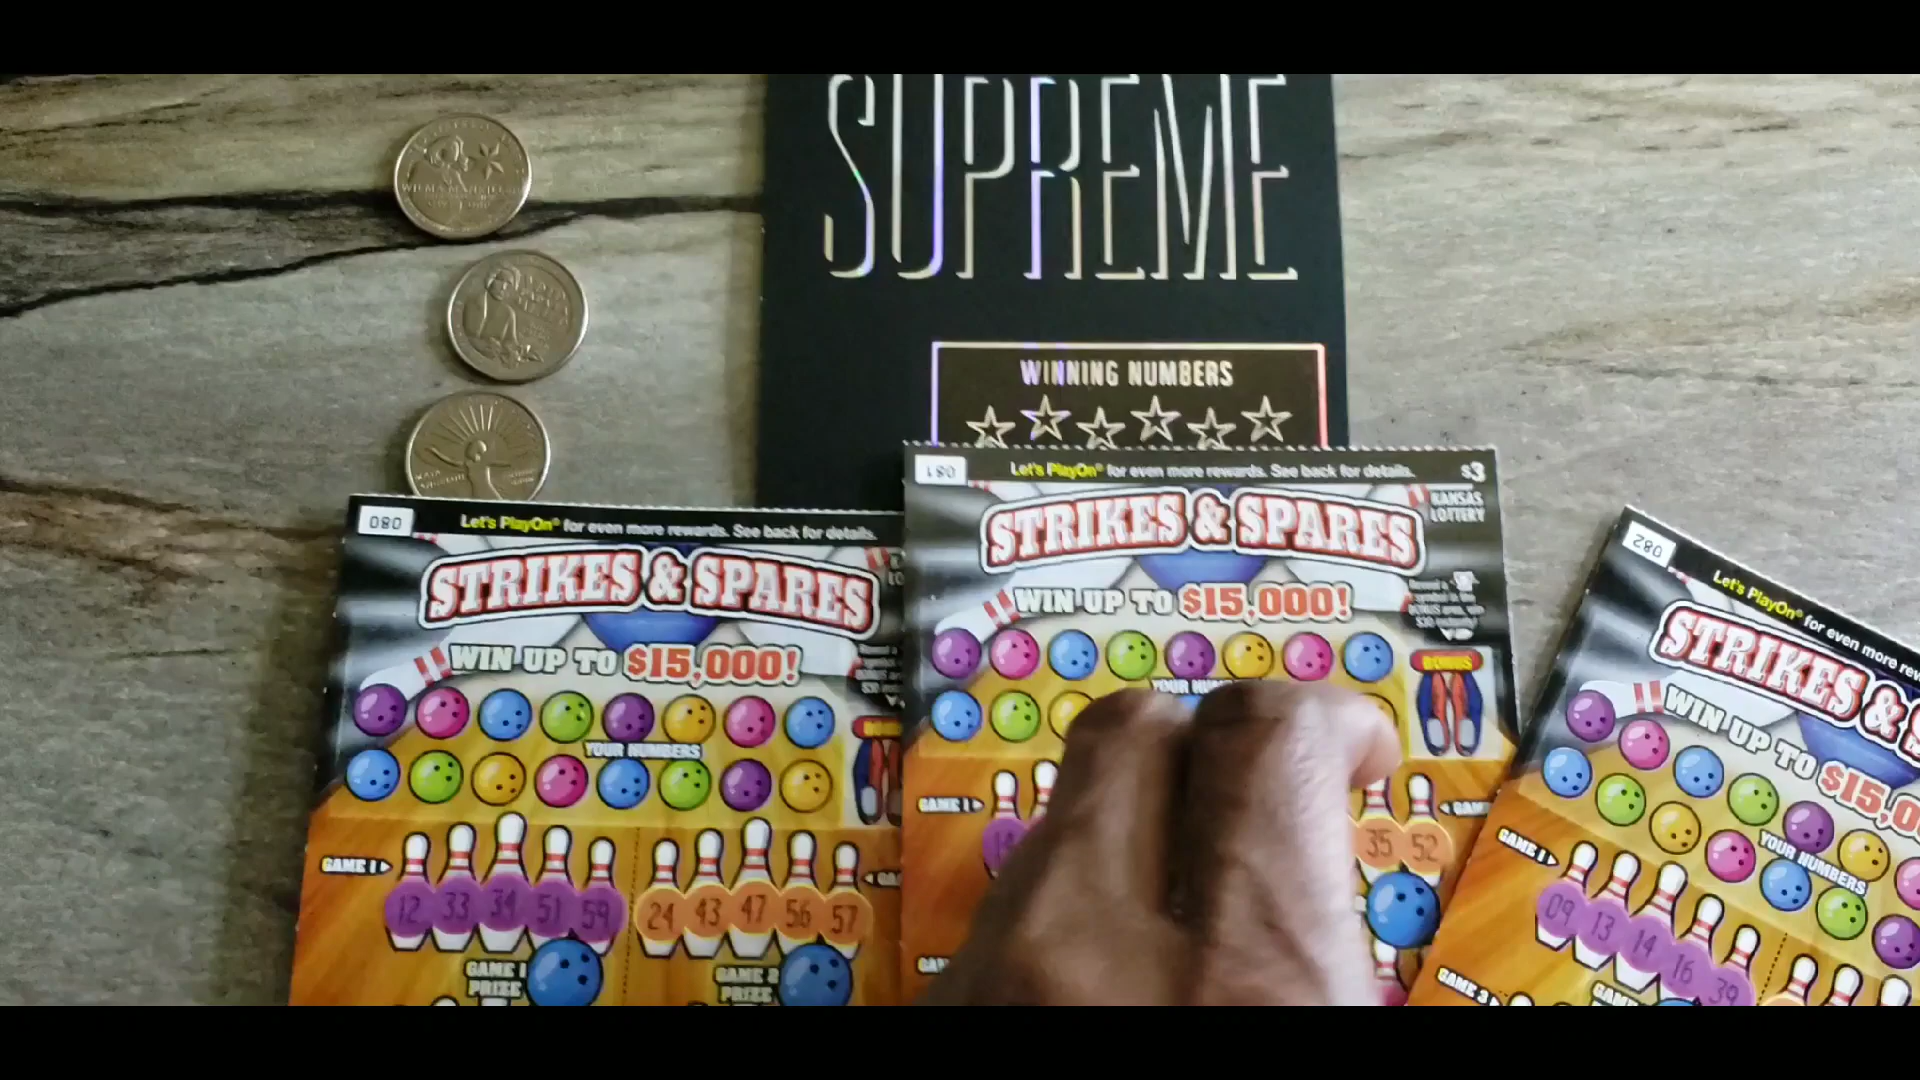 SUPREME
WINNING NUMBERS
080
Let's PlayOn® for even more rewards. See back for details.
STRIKES & SPARES
WIN UP TO $15,000!
YOUR NUMBERS
GAME 1
12 33 34 51 59
24 43 47 56 57
GAME 1
PRIZE
GAME 2
PRIZE
081
Let's PlayOn® for even more rewards. See back for details.
$3
KANSAS
LOTTERY
STRIKES & SPARES
WIN UP TO $15,000!
BONUS
YOUR
GAME 1
35 52
082
Let's PlayOn® for even more
STRIKES &
WIN UP TO $15,0
YOUR NUMBERS
GAME 1
09 13 14 16 39
GAME 3